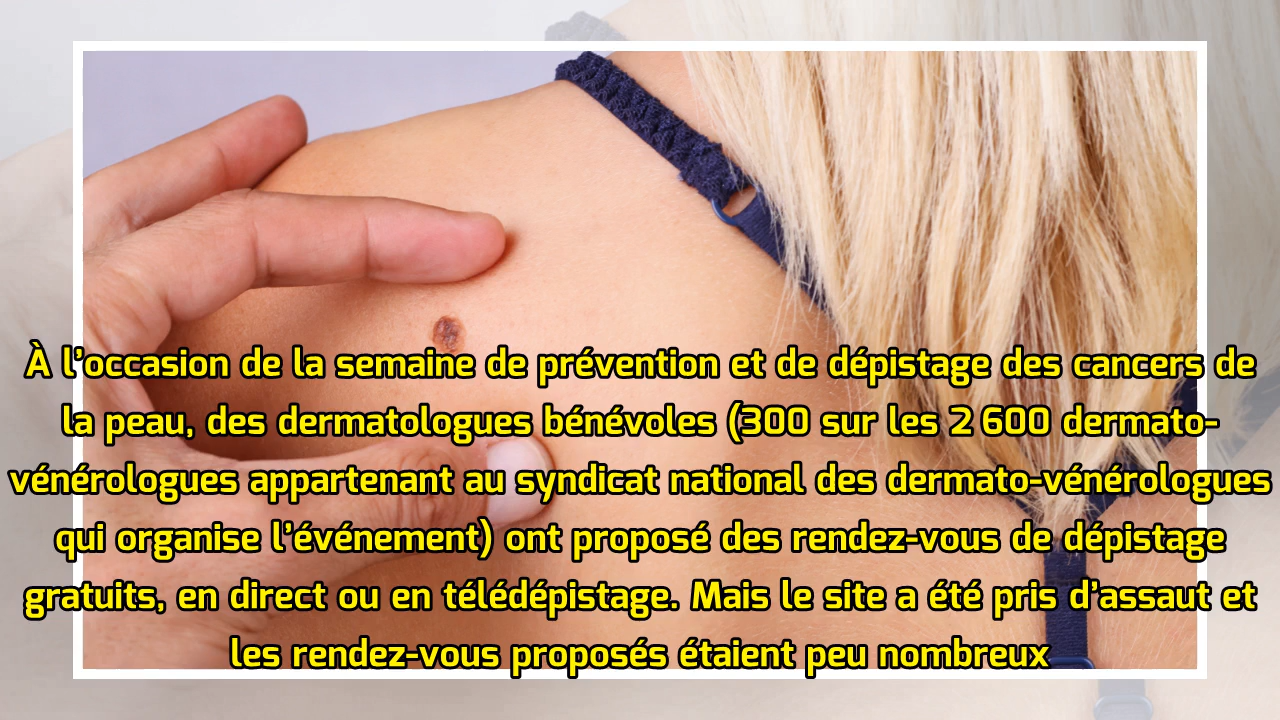 À l’occasion de la semaine de prévention et de dépistage des cancers de
la peau, des dermatologues bénévoles (300 sur les 2 600 dermato-
vénérologues appartenant au syndicat national des dermato-vénérologues
qui organise l’événement) ont proposé des rendez-vous de dépistage
gratuits, en direct ou en télédépistage. Mais le site a été pris d’assaut et
les rendez-vous proposés étaient peu nombreux